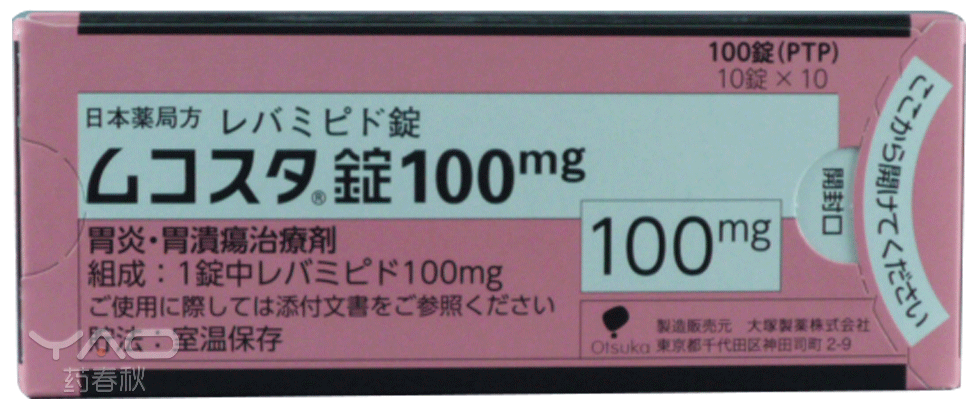 100錠(PTP)
10錠×10
日本薬局方 レバミピド錠
ムコスタ®錠100mg
100mg
開封口
ここから開けてください
胃炎・胃潰瘍治療剤
組成：1錠中レバミピド100mg
ご使用に際しては添付文書をご参照ください
貯法：室温保存
製造販売元 大塚製薬株式会社
Otsuka 東京都千代田区神田司町2-9
YAO
药春秋